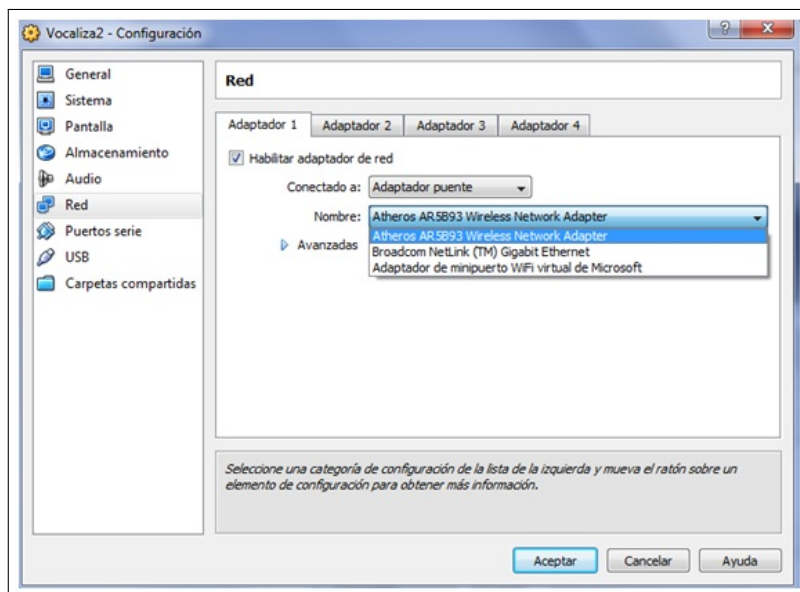 Vocaliza2 - Configuración
General
Sistema
Pantalla
Almacenamiento
Audio
Red
Puertos serie
USB
Carpetas compartidas
Red
Adaptador 1 Adaptador 2 Adaptador 3 Adaptador 4
Habilitar adaptador de red
Conectado a: Adaptador puente
Nombre: Atheros AR5B93 Wireless Network Adapter
Atheros AR5B93 Wireless Network Adapter
Broadcom NetLink (TM) Gigabit Ethernet
Adaptador de minipuerto WiFi virtual de Microsoft
Avanzadas
Seleccione una categoría de configuración de la lista de la izquierda y mueva el ratón sobre un
elemento de configuración para obtener más información.
Aceptar Cancelar Ayuda